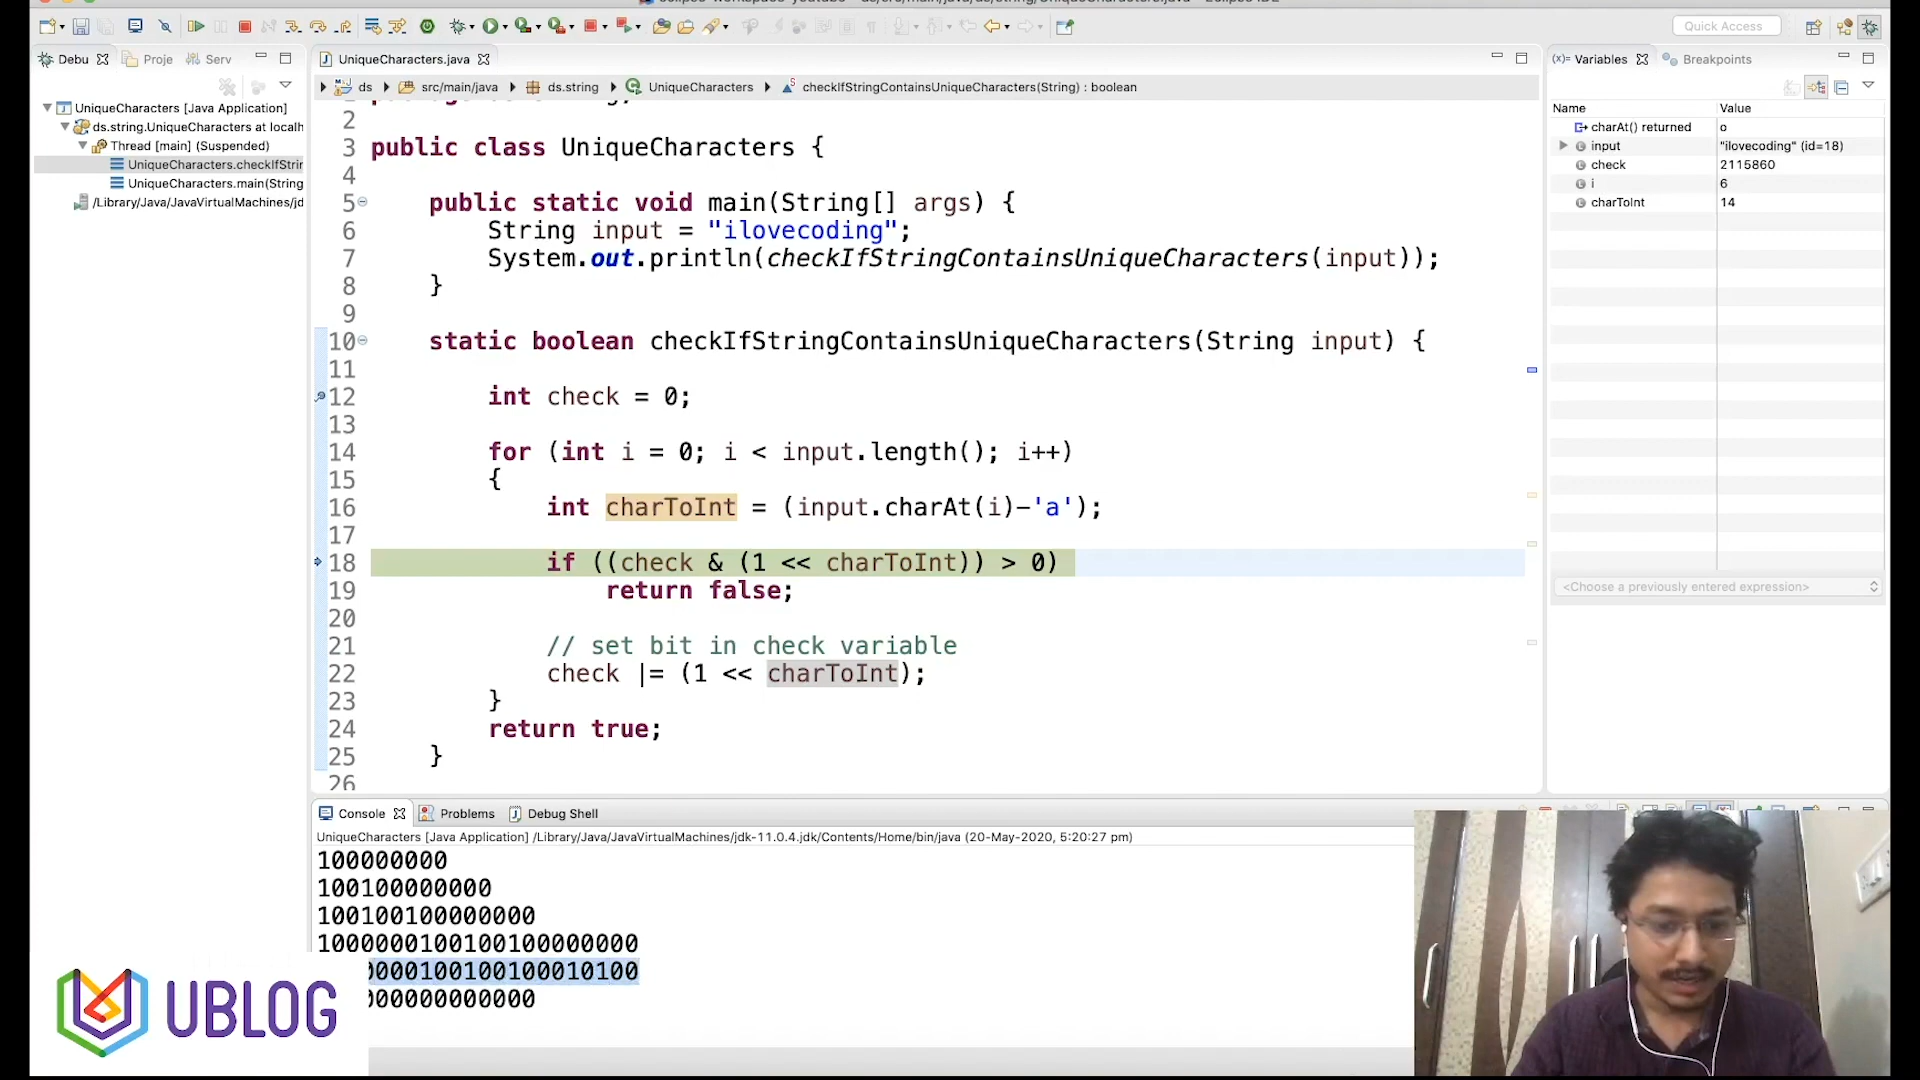 Quick Access
Debu Proje Serv
UniqueCharacters [Java Application]
ds.string.UniqueCharacters at localh
Thread [main] (Suspended)
UniqueCharacters.checkIfStrir
UniqueCharacters.main(String
/Library/Java/JavaVirtualMachines/jd
UniqueCharacters.java
ds src/main/java ds.string UniqueCharacters checkIfStringContainsUniqueCharacters(String) : boolean
2
3 public class UniqueCharacters {
4
5 public static void main(String[] args) {
6 String input = "ilovecoding";
7 System.out.println(checkIfStringContainsUniqueCharacters(input));
8 }
9
10 static boolean checkIfStringContainsUniqueCharacters(String input) {
11
12 int check = 0;
13
14 for (int i = 0; i < input.length(); i++)
15 {
16 int charToInt = (input.charAt(i)-'a');
17
18 if ((check & (1 << charToInt)) > 0)
19 return false;
20
21 // set bit in check variable
22 check |= (1 << charToInt);
23 }
24 return true;
25 }
26
(x)= Variables Breakpoints
Name Value
charAt() returned o
input "ilovecoding" (id=18)
check 2115860
i 6
charToInt 14
<Choose a previously entered expression>
Console Problems Debug Shell
UniqueCharacters [Java Application] /Library/Java/JavaVirtualMachines/jdk-11.0.4.jdk/Contents/Home/bin/java (20-May-2020, 5:20:27 pm)
100000000
100100000000
100100100000000
1000000100100100000000
0000100100100010100
000000000000
UBLOG